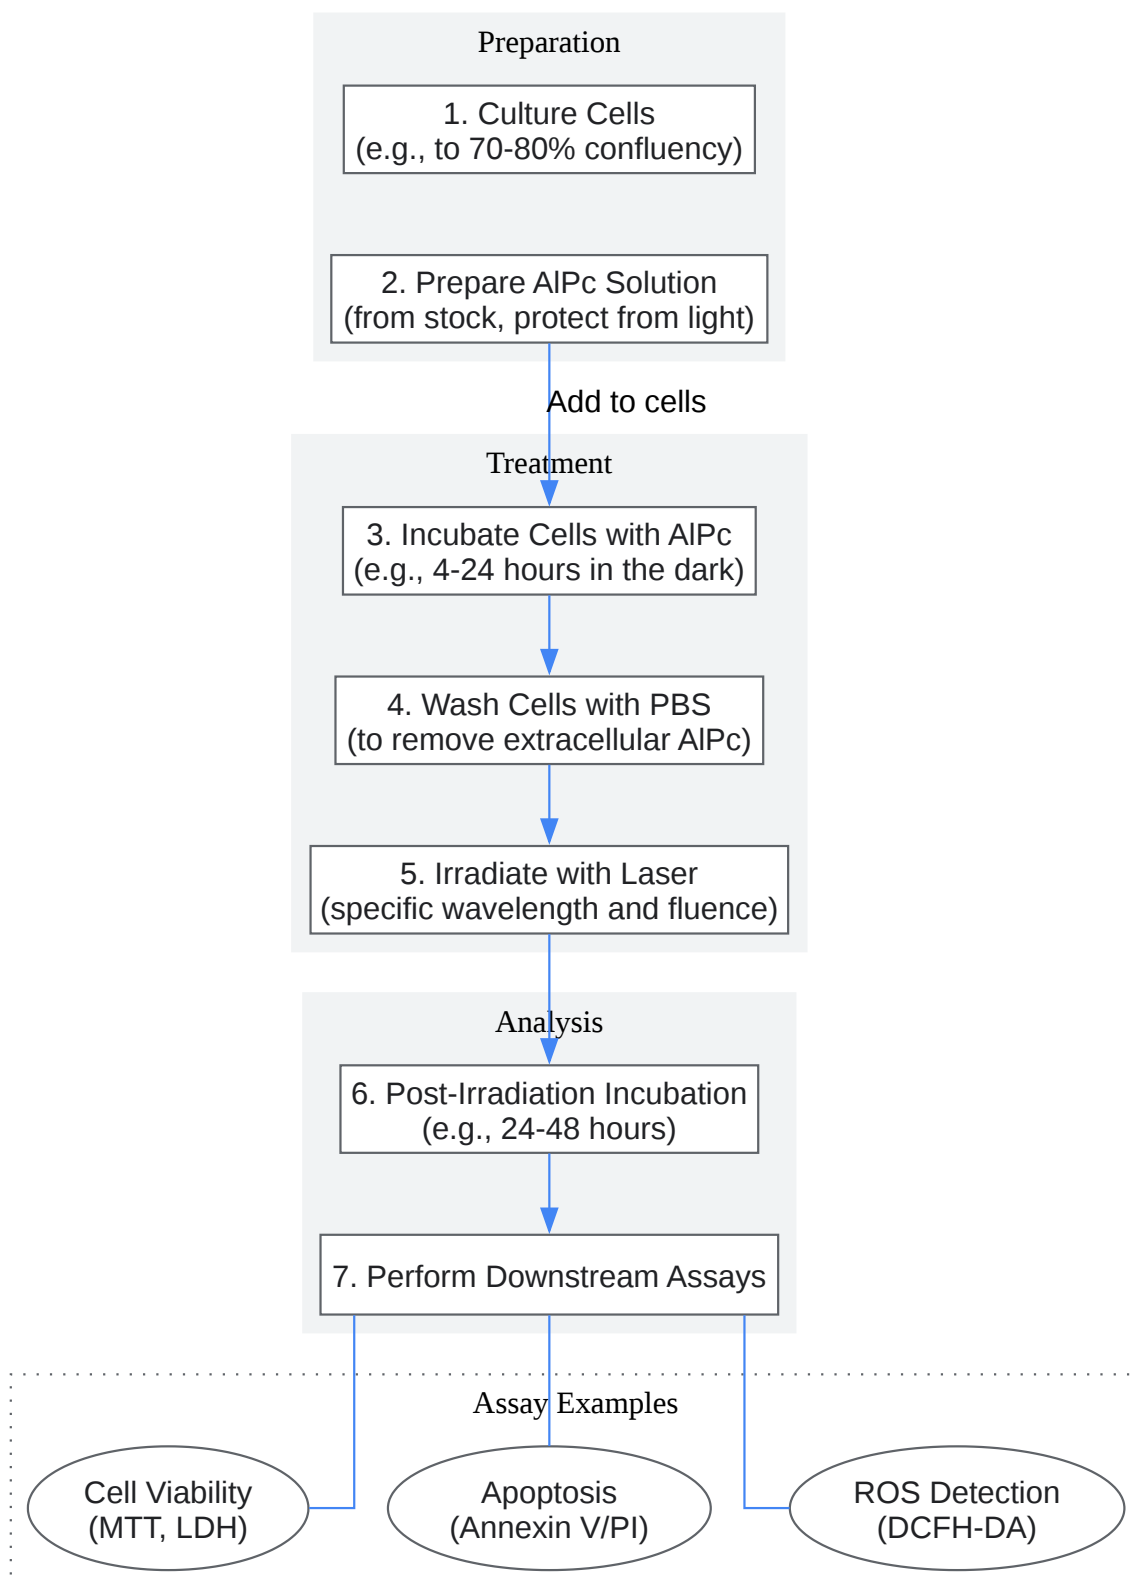 Preparation
1. Culture Cells
(e.g., to 70-80% confluency)
2. Prepare AlPc Solution
(from stock, protect from light)
Add to cells
Treatment
3. Incubate Cells with AlPc
(e.g., 4-24 hours in the dark)
4. Wash Cells with PBS
(to remove extracellular AlPc)
5. Irradiate with Laser
(specific wavelength and fluence)
Analysis
6. Post-Irradiation Incubation
(e.g., 24-48 hours)
7. Perform Downstream Assays
Assay Examples
Cell Viability
(MTT, LDH)
Apoptosis
(Annexin V/PI)
ROS Detection
(DCFH-DA)